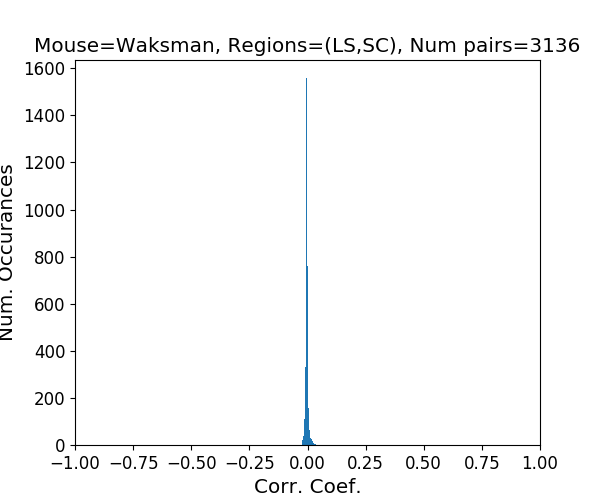 Mouse=Waksman, Regions=(LS,SC), Num pairs=3136
1600
1400
1200
1000
800
600
400
200
0
Num. Occurances
−1.00 −0.75 −0.50 −0.25 0.00 0.25 0.50 0.75 1.00
Corr. Coef.